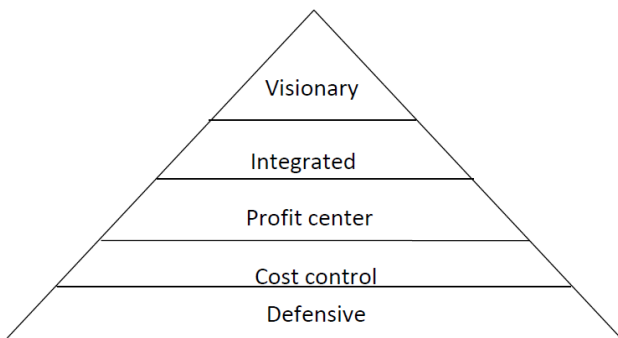 Visionary
Integrated
Profit center
Cost control
Defensive